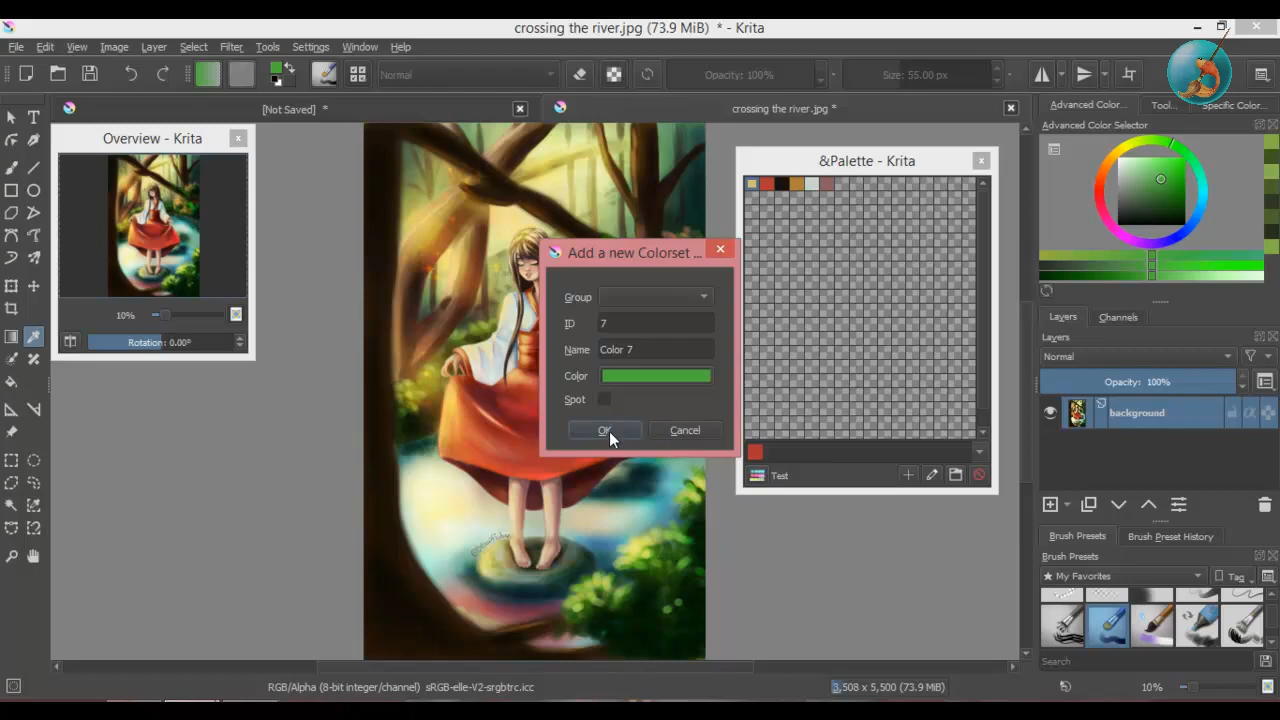 crossing the river.jpg (73.9 MiB) * - Krita
File Edit View Image Layer Select Filter Tools Settings Window Help
Normal
Opacity: 100%
Size: 55.00 px
[Not Saved] *
crossing the river.jpg *
Advanced Color...
Tool...
Specific Color...
Overview - Krita
10%
Rotation: 0.00°
Add a new Colorset ...
Group
ID 7
Name Color 7
Color
Spot
OK
Cancel
&Palette - Krita
Test
Advanced Color Selector
Layers
Channels
Layers
Normal
Opacity: 100%
background
Brush Presets
Brush Preset History
Brush Presets
★ My Favorites
Tag
Search
RGB/Alpha (8-bit integer/channel) sRGB-elle-V2-srgbtrc.icc
3,508 x 5,500 (73.9 MiB)
10%